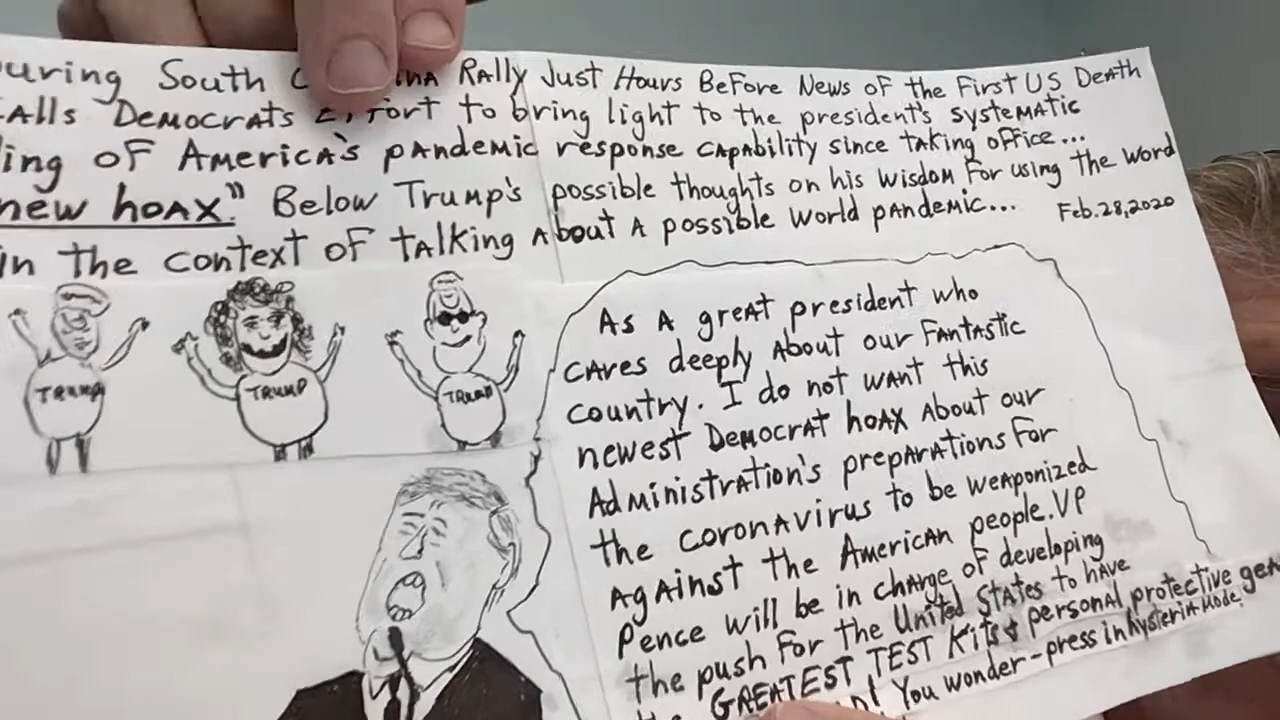 During South Rally Just Hours Before News of the First US Death
Calls Democrats Effort to bring light to the president's systematic
ling of America's pandemic response capability since taking office...
new hoax." Below Trump's possible thoughts on his wisdom for using the word
in the context of talking about a possible world pandemic...
Feb. 28, 2020
TRUMP
TRUMP
TRUMP
As a great president who
cares deeply about our fantastic
country. I do not want this
newest Democrat hoax about our
Administration's preparations for
the coronavirus to be weaponized
against the American people. VP
Pence will be in charge of developing
the push for the United States to have
the GREATEST TEST Kits & personal protective gea
You wonder - press in hysteria mode.